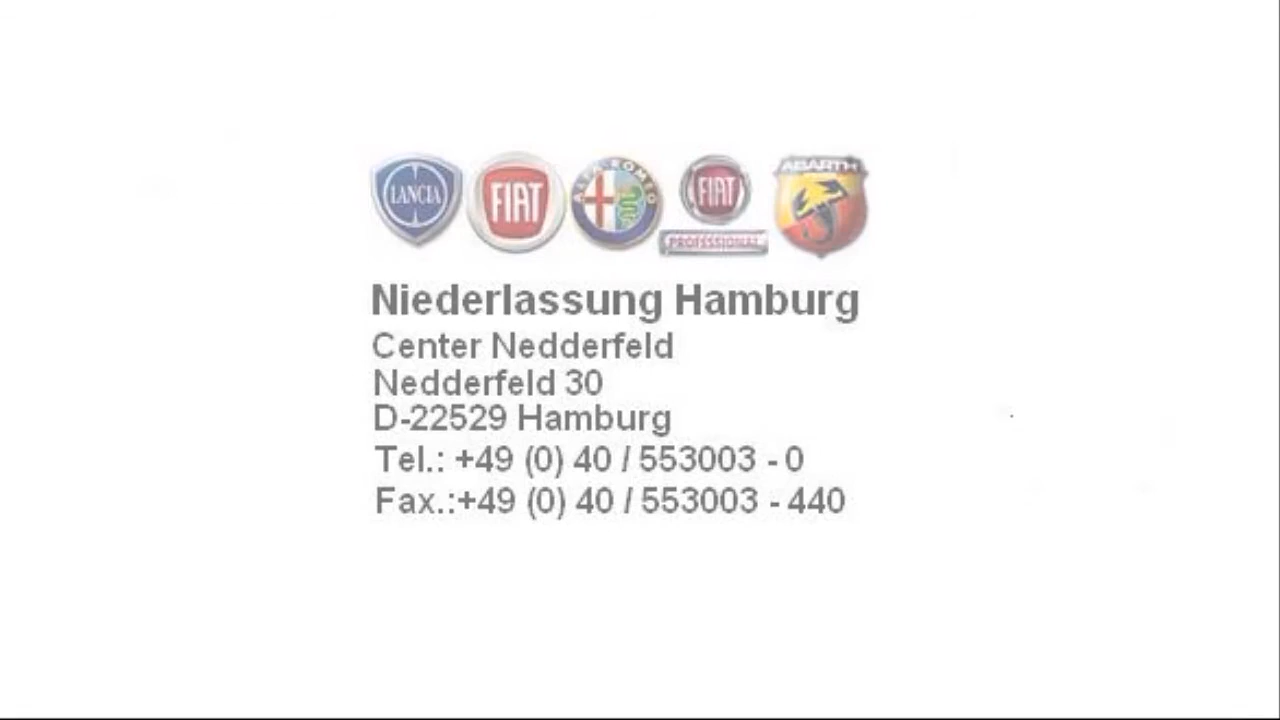 LANCIA FIAT ALFA ROMEO FIAT ABARTH
PROFESSIONAL
Niederlassung Hamburg
Center Nedderfeld
Nedderfeld 30
D-22529 Hamburg
Tel.: +49 (0) 40 / 553003 - 0
Fax.:+49 (0) 40 / 553003 - 440